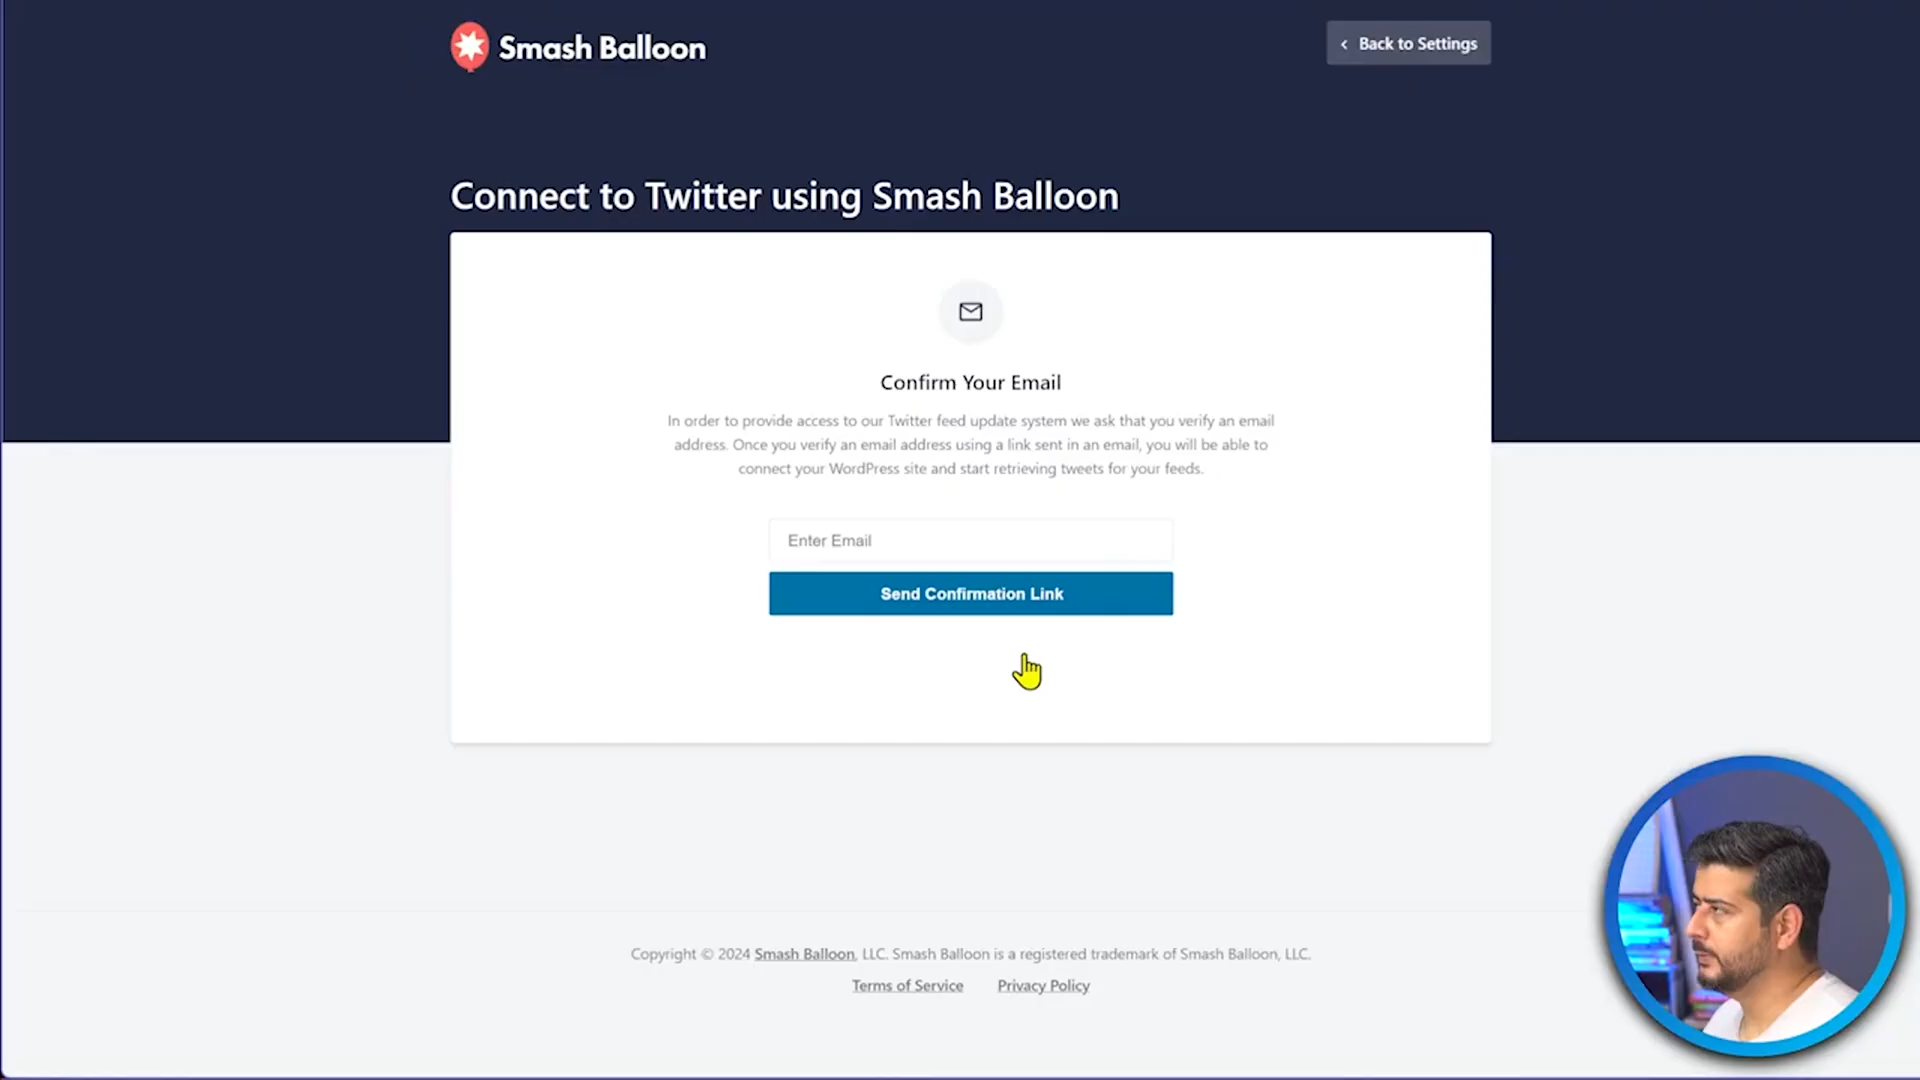 Smash Balloon
Back to Settings
Connect to Twitter using Smash Balloon
Confirm Your Email
In order to provide access to our Twitter feed update system we ask that you verify an email
address. Once you verify an email address using a link sent in an email, you will be able to
connect your WordPress site and start retrieving tweets for your feeds.
Enter Email
Send Confirmation Link
Copyright © 2024 Smash Balloon, LLC. Smash Balloon is a registered trademark of Smash Balloon, LLC.
Terms of Service Privacy Policy